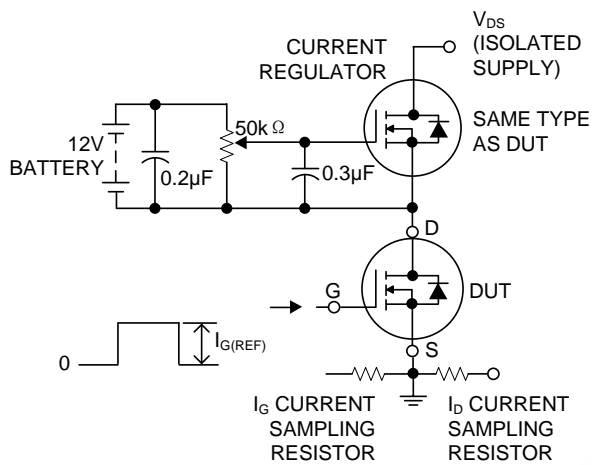 V_DS
(ISOLATED
SUPPLY)
CURRENT
REGULATOR
SAME TYPE
AS DUT
50kΩ
12V
BATTERY
0.2µF
0.3µF
D
DUT
G
I_G(REF)
0
S
I_G CURRENT
SAMPLING
RESISTOR
I_D CURRENT
SAMPLING
RESISTOR